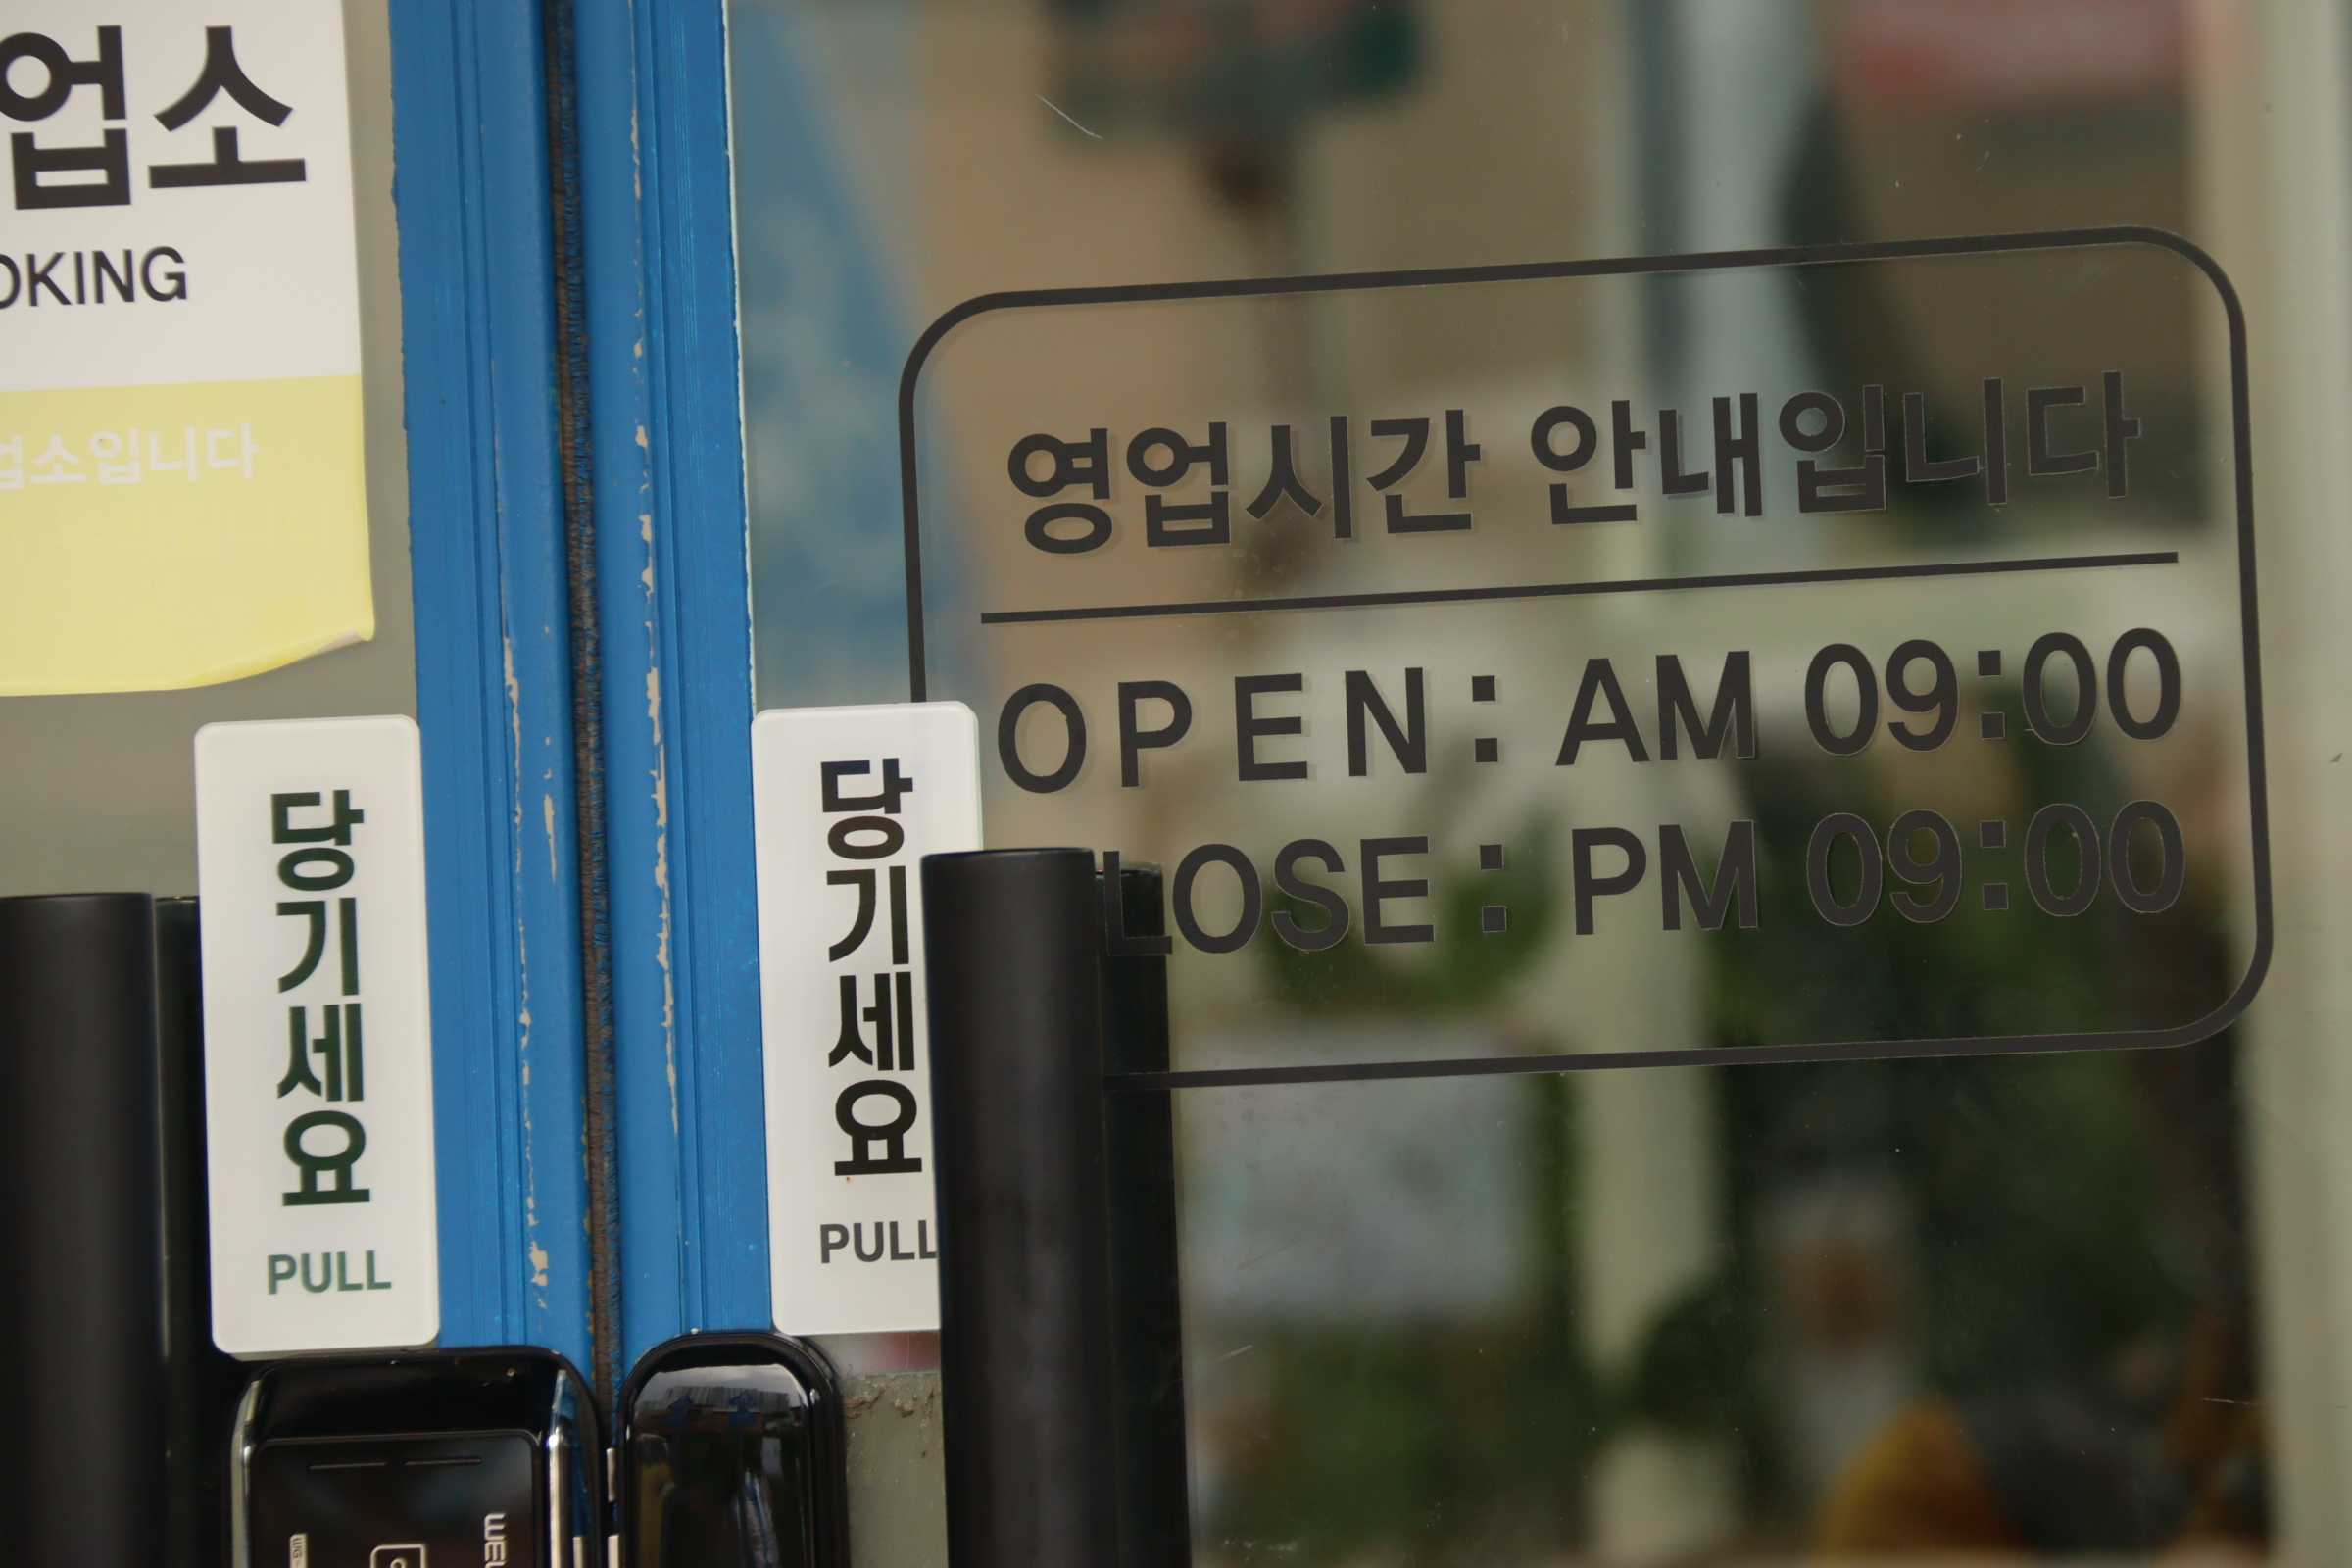 업소
OKING
업소입니다
당기세요
PULL
당기세요
PULL
영업시간 안내입니다
OPEN: AM 09:00
LOSE: PM 09:00